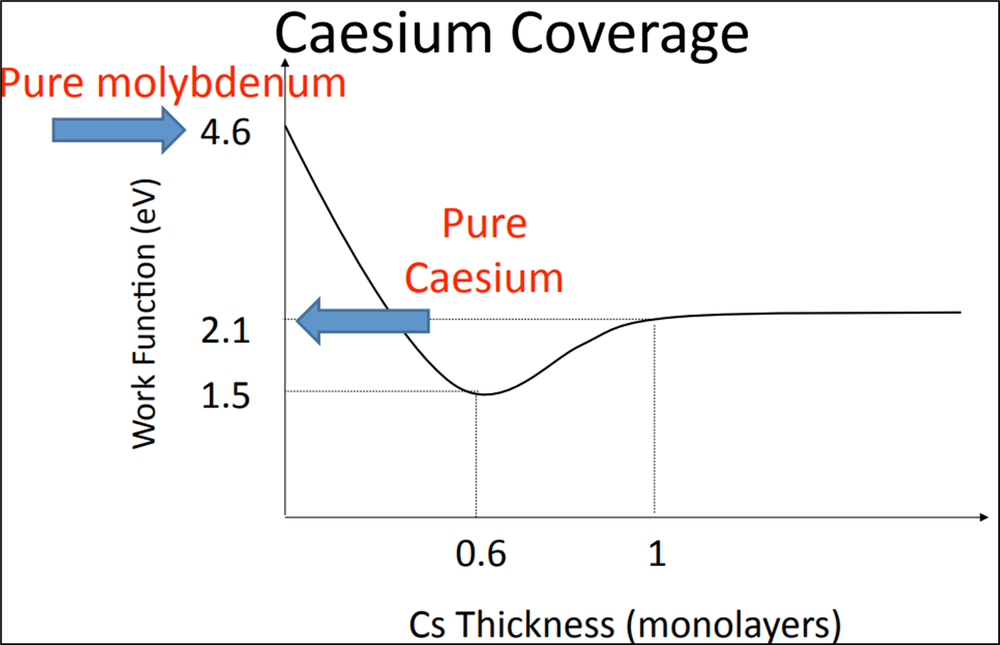 Caesium Coverage
Pure molybdenum
4.6
Work Function (eV)
Pure
Caesium
2.1
1.5
0.6
1
Cs Thickness (monolayers)